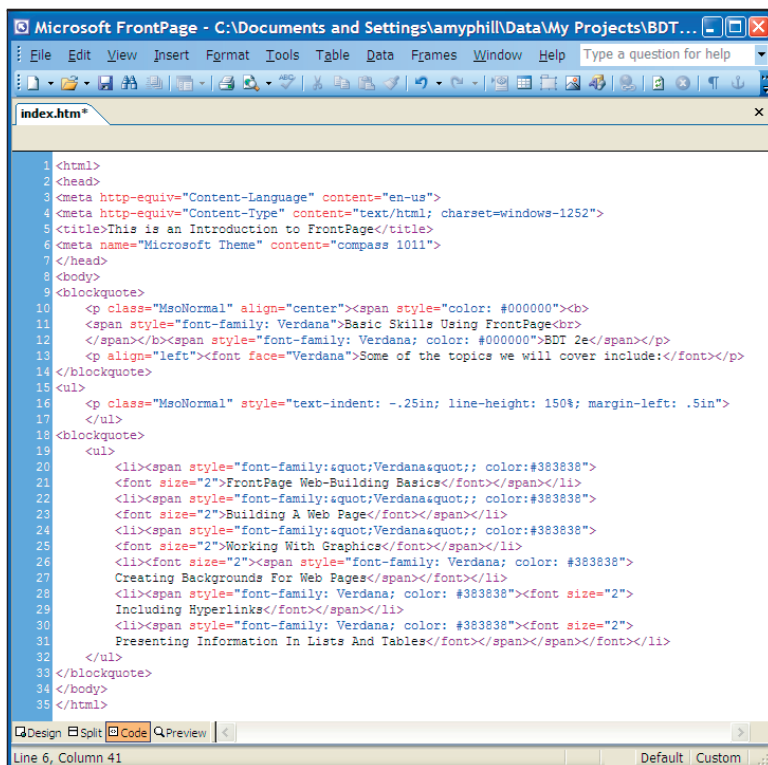 Microsoft FrontPage - C:\Documents and Settings\amyphill\Data\My Projects\BDT...
File Edit View Insert Format Tools Table Data Frames Window Help Type a question for help
index.htm*
1 <html>
2 <head>
3 <meta http-equiv="Content-Language" content="en-us">
4 <meta http-equiv="Content-Type" content="text/html; charset=windows-1252">
5 <title>This is an Introduction to FrontPage</title>
6 <meta name="Microsoft Theme" content="compass 1011">
7 </head>
8 <body>
9 <blockquote>
10 <p class="MsoNormal" align="center"><span style="color: #000000"><b>
11 <span style="font-family: Verdana">Basic Skills Using FrontPage<br>
12 </span></b><span style="font-family: Verdana; color: #000000">BDT 2e</span></p>
13 <p align="left"><font face="Verdana">Some of the topics we will cover include:</font></p>
14 </blockquote>
15 <ul>
16 <p class="MsoNormal" style="text-indent: -.25in; line-height: 150%; margin-left: .5in">
17 </ul>
18 <blockquote>
19 <ul>
20 <li><span style="font-family:&quot;Verdana&quot;; color:#383838">
21 <font size="2">FrontPage Web-Building Basics</font></span></li>
22 <li><span style="font-family:&quot;Verdana&quot;; color:#383838">
23 <font size="2">Building A Web Page</font></span></li>
24 <li><span style="font-family:&quot;Verdana&quot;; color:#383838">
25 <font size="2">Working With Graphics</font></span></li>
26 <li><font size="2"><span style="font-family: Verdana; color: #383838">
27 Creating Backgrounds For Web Pages</span></font></li>
28 <li><span style="font-family: Verdana; color: #383838"><font size="2">
29 Including Hyperlinks</font></span></li>
30 <li><span style="font-family: Verdana; color: #383838"><font size="2">
31 Presenting Information In Lists And Tables</font></span></span></font></li>
32 </ul>
33 </blockquote>
34 </body>
35 </html>
Design Split Code Preview
Line 6, Column 41 Default Custom